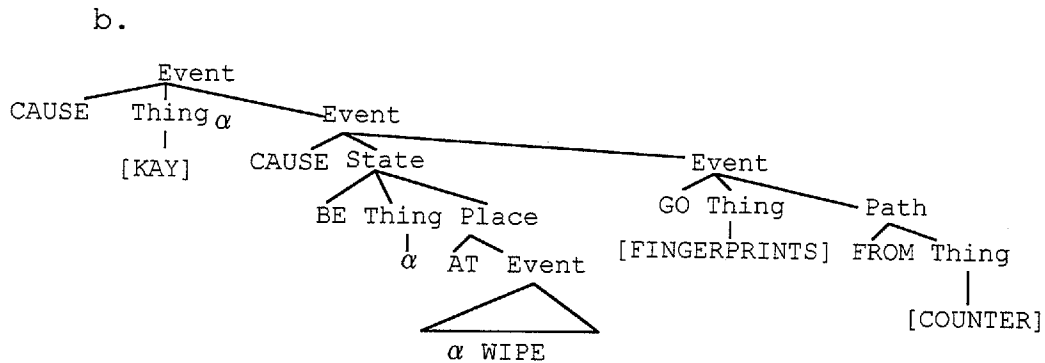 b.
Event
CAUSE Thing α Event
[KAY] CAUSE State Event
BE Thing Place GO Thing Path
α AT Event [FINGERPRINTS] FROM Thing
[COUNTER]
α WIPE